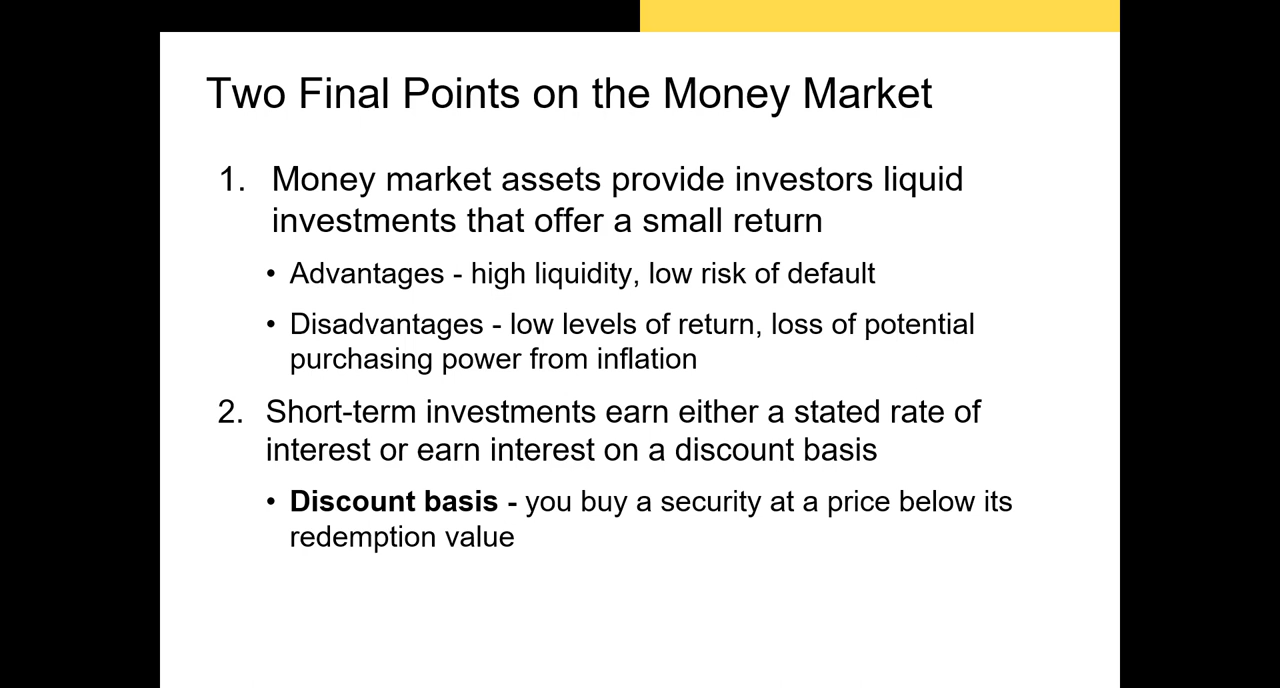 Two Final Points on the Money Market
1. Money market assets provide investors liquid
investments that offer a small return
• Advantages - high liquidity, low risk of default
• Disadvantages - low levels of return, loss of potential
purchasing power from inflation
2. Short-term investments earn either a stated rate of
interest or earn interest on a discount basis
• Discount basis - you buy a security at a price below its
redemption value